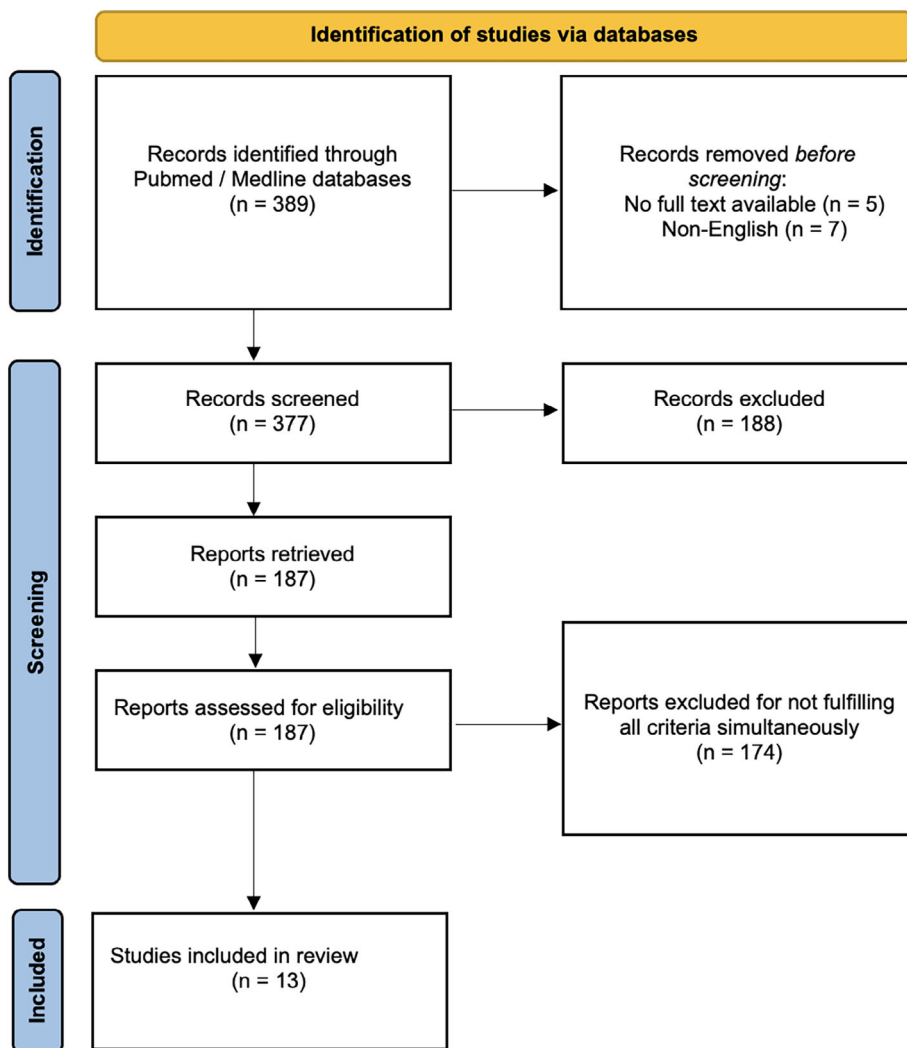 Identification of studies via databases
Identification
Records identified through
Pubmed / Medline databases
(n = 389)
Records removed before
screening:
No full text available (n = 5)
Non-English (n = 7)
Screening
Records screened
(n = 377)
Records excluded
(n = 188)
Reports retrieved
(n = 187)
Reports assessed for eligibility
(n = 187)
Reports excluded for not fulfilling
all criteria simultaneously
(n = 174)
Included
Studies included in review
(n = 13)